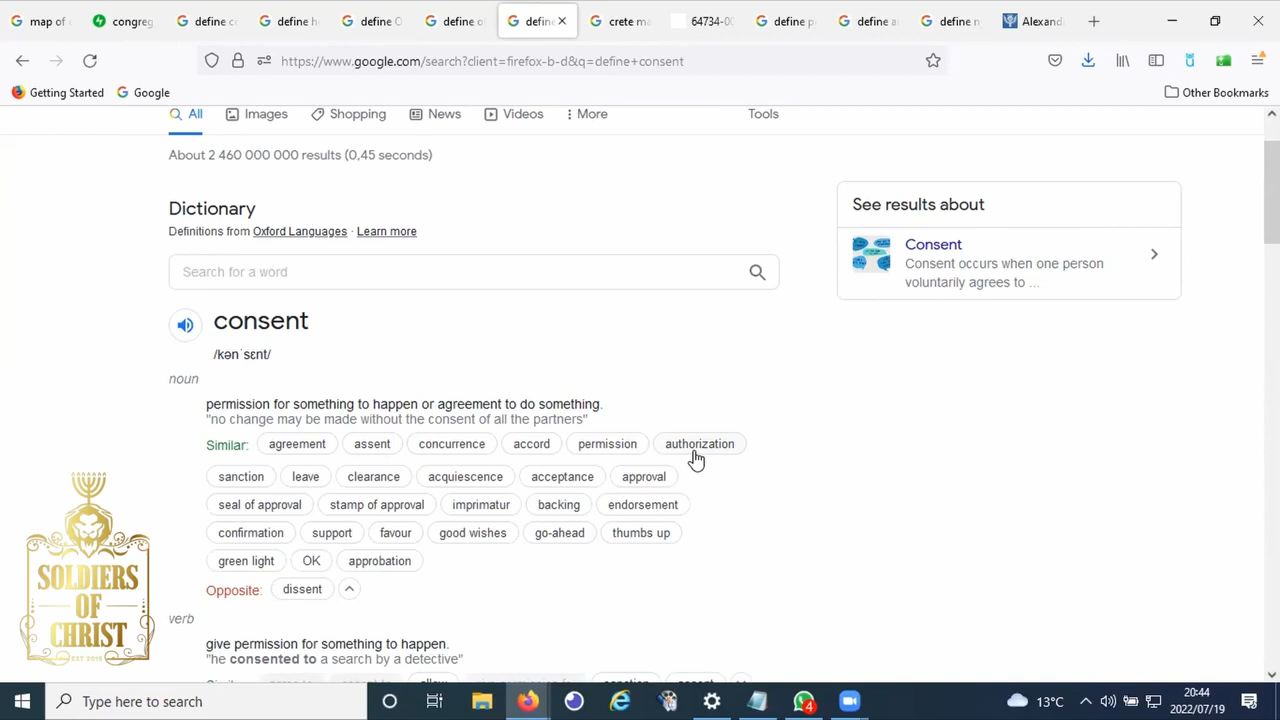 map of
congreg
define c
define h
define O
define o
define
crete ma
64734-00
define p
define a
define n
Alexand
https://www.google.com/search?client=firefox-b-d&q=define+consent
Getting Started
Google
Other Bookmarks
All
Images
Shopping
News
Videos
More
Tools
About 2 460 000 000 results (0,45 seconds)
Dictionary
Definitions from Oxford Languages · Learn more
Search for a word
See results about
Consent
Consent occurs when one person
voluntarily agrees to ...
consent
/kənˈsɛnt/
noun
permission for something to happen or agreement to do something.
"no change may be made without the consent of all the partners"
Similar: agreement assent concurrence accord permission authorization
sanction leave clearance acquiescence acceptance approval
seal of approval stamp of approval imprimatur backing endorsement
confirmation support favour good wishes go-ahead thumbs up
green light OK approbation
Opposite: dissent
verb
give permission for something to happen.
"he consented to a search by a detective"
SOLDIERS
OF
CHRIST
EST 2015
Type here to search
4
13°C
20:44
2022/07/19